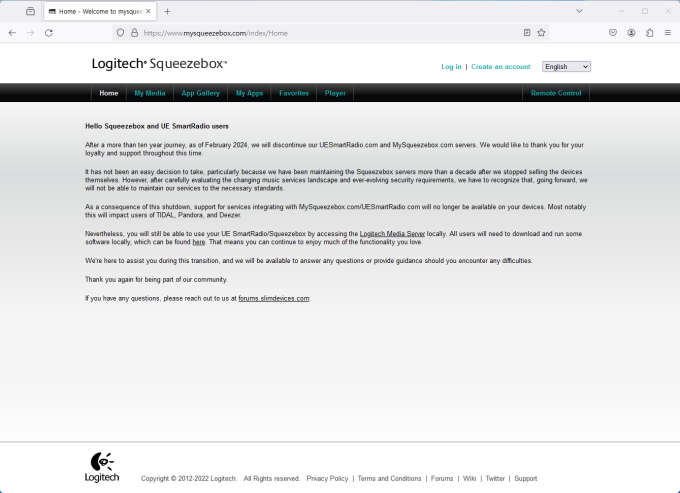 Home - Welcome to mysquee
https://www.mysqueezebox.com/index/Home
Logitech® Squeezebox™
Log in | Create an account English
Home My Media App Gallery My Apps Favorites Player Remote Control
Hello Squeezebox and UE SmartRadio users
After a more than ten year journey, as of February 2024, we will discontinue our UESmartRadio.com and MySqueezebox.com servers. We would like to thank you for your
loyalty and support throughout this time.
It has not been an easy decision to take, particularly because we have been maintaining the Squeezebox servers more than a decade after we stopped selling the devices
themselves. However, after carefully evaluating the changing music services landscape and ever-evolving security requirements, we have to recognize that, going forward, we
will not be able to maintain our services to the necessary standards.
As a consequence of this shutdown, support for services integrating with MySqueezebox.com/UESmartRadio.com will no longer be available on your devices. Most notably
this will impact users of TIDAL, Pandora, and Deezer.
Nevertheless, you will still be able to use your UE SmartRadio/Squeezebox by accessing the Logitech Media Server locally. All users will need to download and run some
software locally, which can be found here. That means you can continue to enjoy much of the functionality you love.
We're here to assist you during this transition, and we will be available to answer any questions or provide guidance should you encounter any difficulties.
Thank you again for being part of our community.
If you have any questions, please reach out to us at forums.slimdevices.com.
Logitech
Copyright © 2012-2022 Logitech. All Rights reserved. Privacy Policy | Terms and Conditions | Forums | Wiki | Twitter | Support